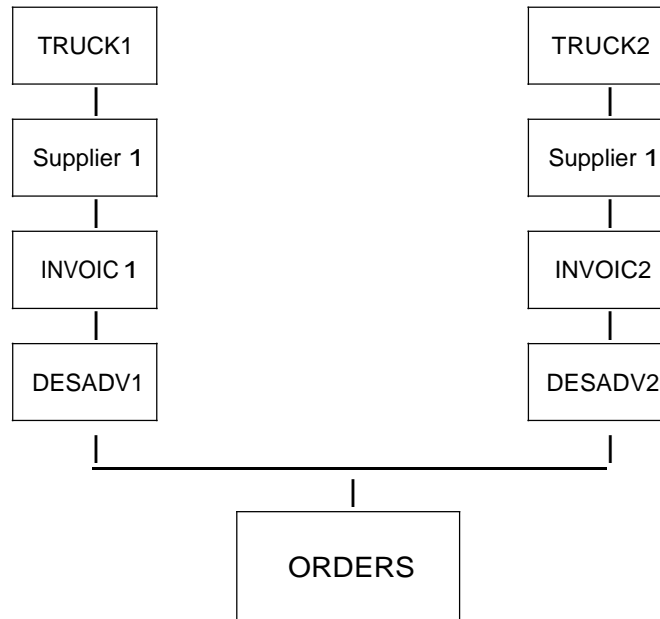 TRUCK1
TRUCK2
Supplier 1
Supplier 1
INVOIC 1
INVOIC2
DESADV1
DESADV2
ORDERS